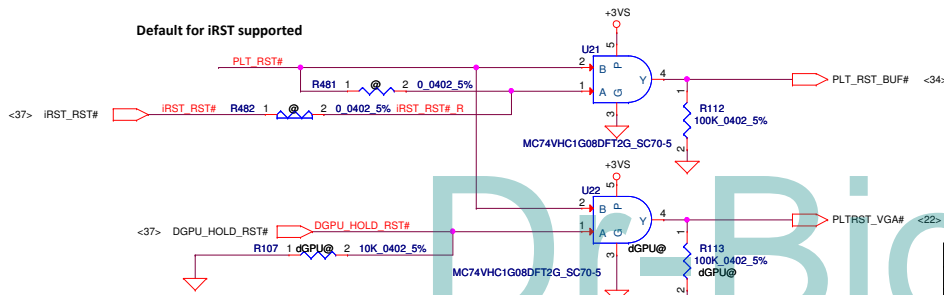 Default for iRST supported
+3VS
U21
5
PLT_RST#
2 B P
Y 4
PLT_RST_BUF# <34>
R481 1 @ 2 0_0402_5%
1 A G
<37> iRST_RST# iRST_RST# R482 1 @ 2 0_0402_5% iRST_RST#_R
3
1
R112
100K_0402_5%
2
MC74VHC1G08DFT2G_SC70-5
+3VS
U22
5
2 B P
Y 4
PLTRST_VGA# <22>
<37> DGPU_HOLD_RST# DGPU_HOLD_RST#
1 A G
dGPU@
R107 1 dGPU@ 2 10K_0402_5%
3
1
R113
100K_0402_5%
dGPU@
2
MC74VHC1G08DFT2G_SC70-5
Dr-Bio